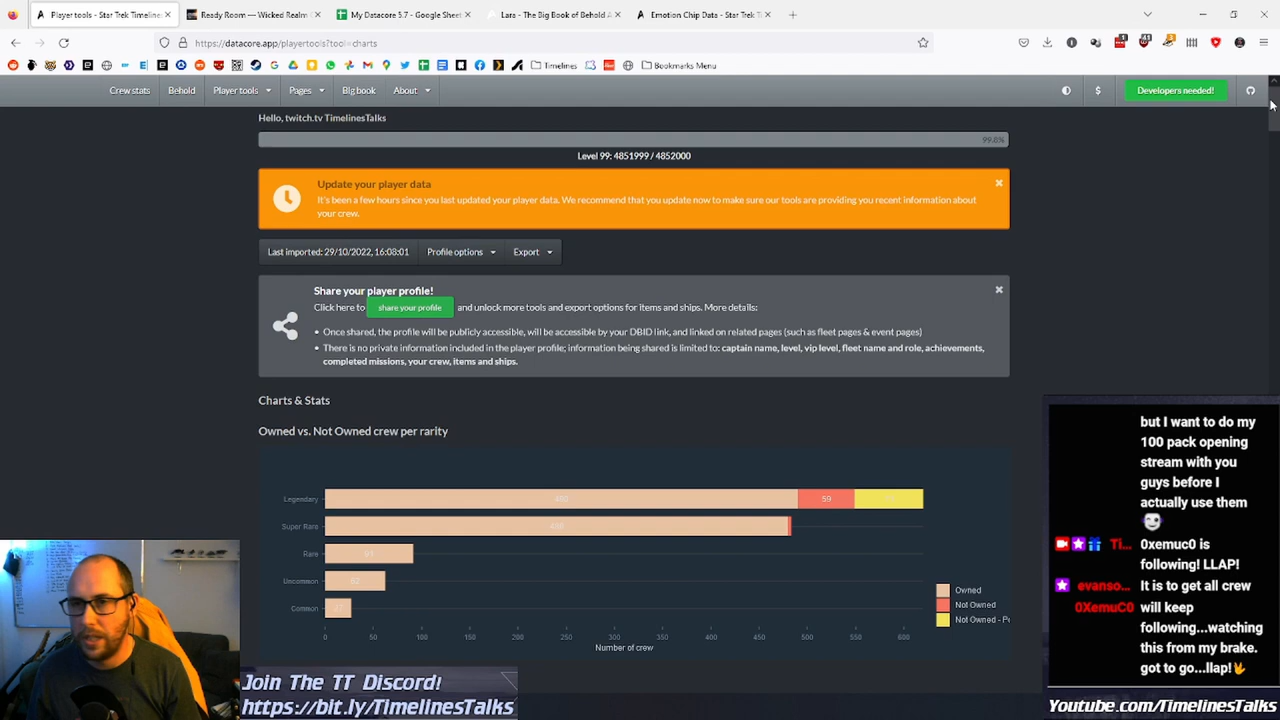 Player tools - Star Trek Timelines
Ready Room — Wicked Realm
My Datacore 5.7 - Google Sheets
Lara - The Big Book of Behold A
Emotion Chip Data - Star Trek Ti
https://datacore.app/playertools?tool=charts
Timelines
Bookmarks Menu
Crew stats
Behold
Player tools
Pages
Big book
About
$
Developers needed!
Hello, twitch.tv TimelinesTalks
99.8%
Level 99: 4851999 / 4852000
Update your player data
It's been a few hours since you last updated your player data. We recommend that you update now to make sure our tools are providing you recent information about
your crew.
Last imported: 29/10/2022, 16:08:01
Profile options
Export
Share your player profile!
Click here to share your profile and unlock more tools and export options for items and ships. More details:
• Once shared, the profile will be publicly accessible, will be accessible by your DBID link, and linked on related pages (such as fleet pages & event pages)
• There is no private information included in the player profile; information being shared is limited to: captain name, level, vip level, fleet name and role, achievements,
completed missions, your crew, items and ships.
Charts & Stats
Owned vs. Not Owned crew per rarity
Legendary
59
Super Rare
Rare
Uncommon
Common
0 50 100 150 200 250 300 350 400 450 500 550 600
Number of crew
Owned
Not Owned
Not Owned - Po
but I want to do my
100 pack opening
stream with you
guys before I
actually use them
Ti... 0xemuc0 is
following! LLAP!
evanso... It is to get all crew
0XemuC0 will keep
following...watching
this from my brake.
got to go...llap!🖖
Join The TT Discord!
https://bit.ly/TimelinesTalks
Youtube.com/TimelinesTalks